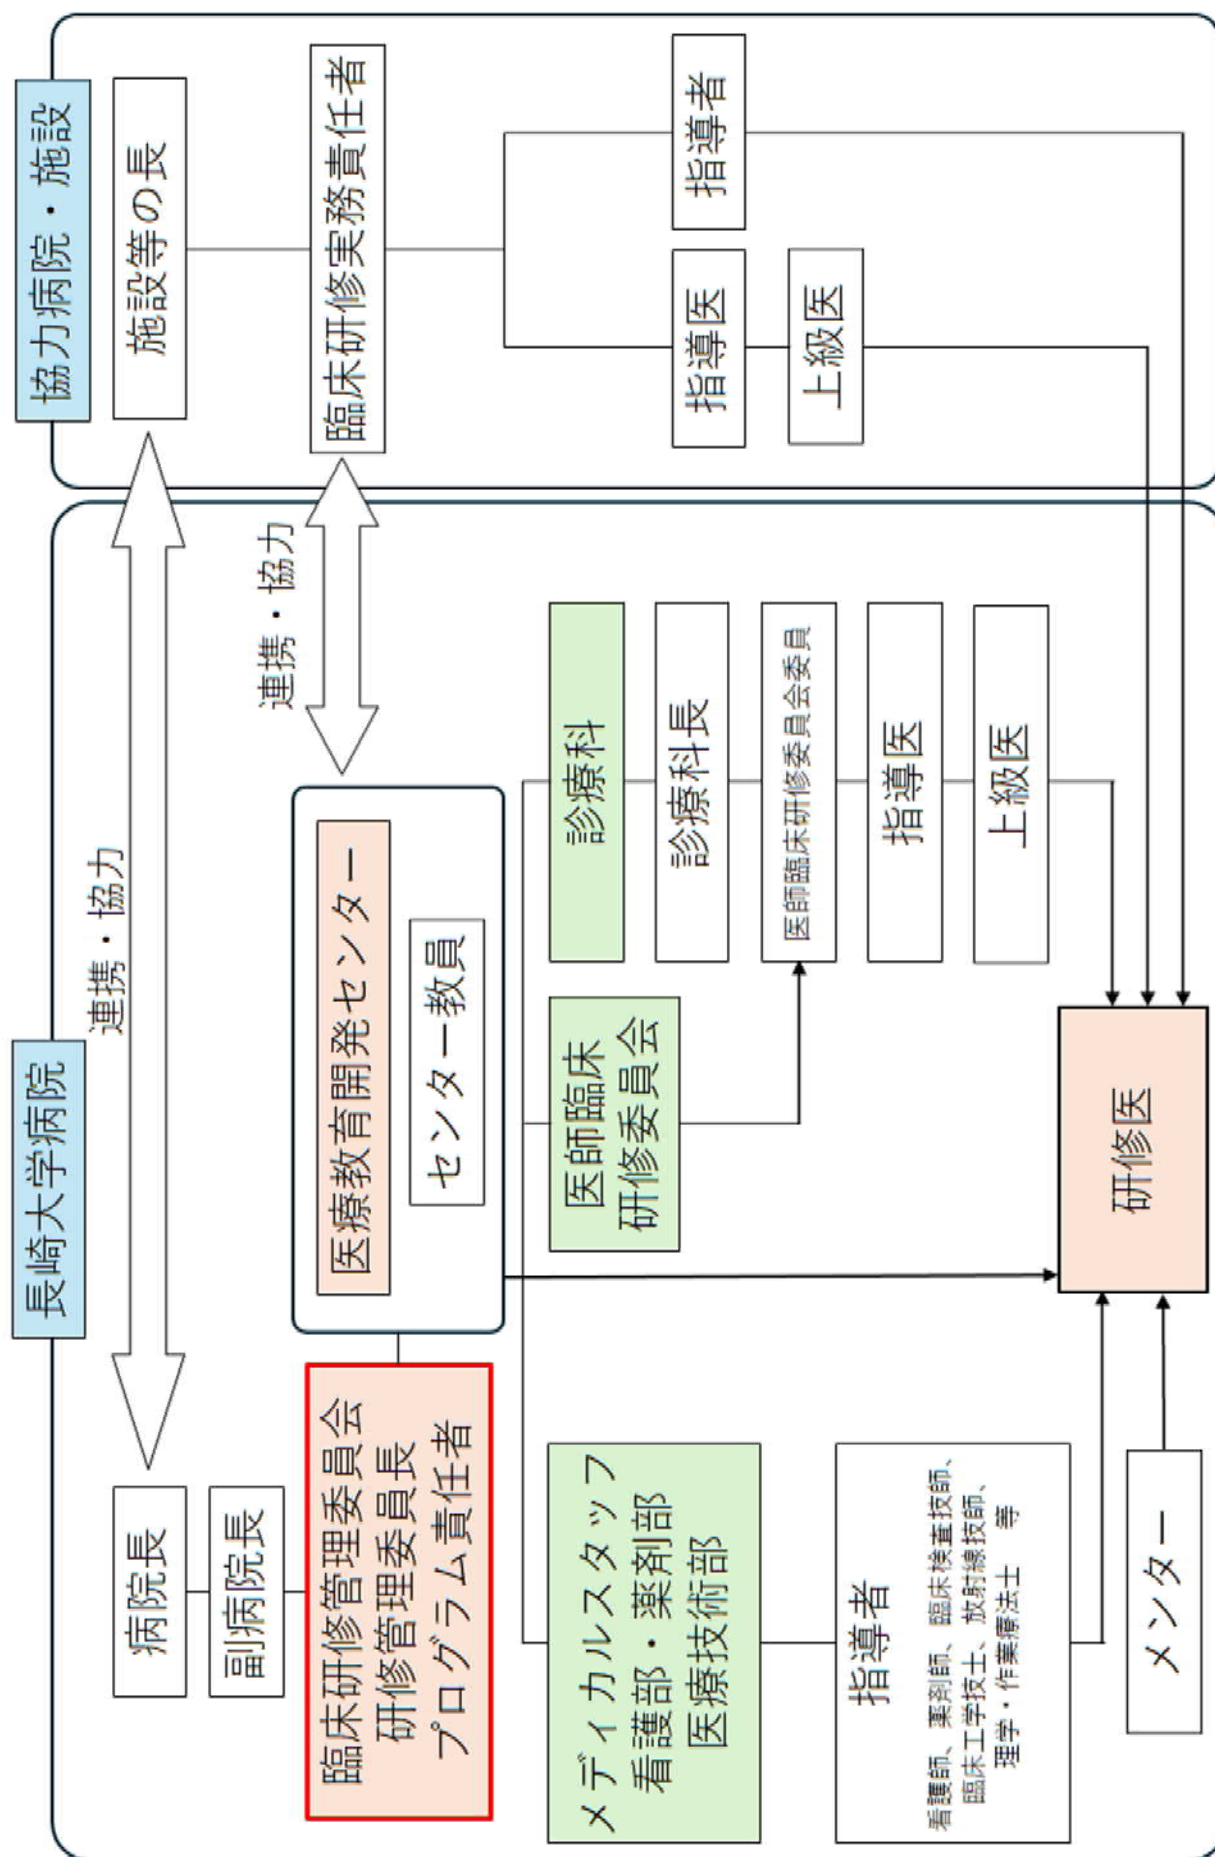 長崎大学病院
協力病院・施設
病院長
連携・協力
施設等の長
副病院長
臨床研修管理委員会
研修管理委員長
プログラム責任者
医療教育開発センター
センター教員
連携・協力
臨床研修実務責任者
メディカルスタッフ
看護部・薬剤部
医療技術部
医師臨床
研修委員会
診療科
診療科長
医師臨床研修委員会委員
指導医
上級医
指導医
上級医
指導者
指導者
看護師、薬剤師、臨床検査技師、
臨床工学技士、放射線技師、
理学・作業療法士 等
メンター
研修医